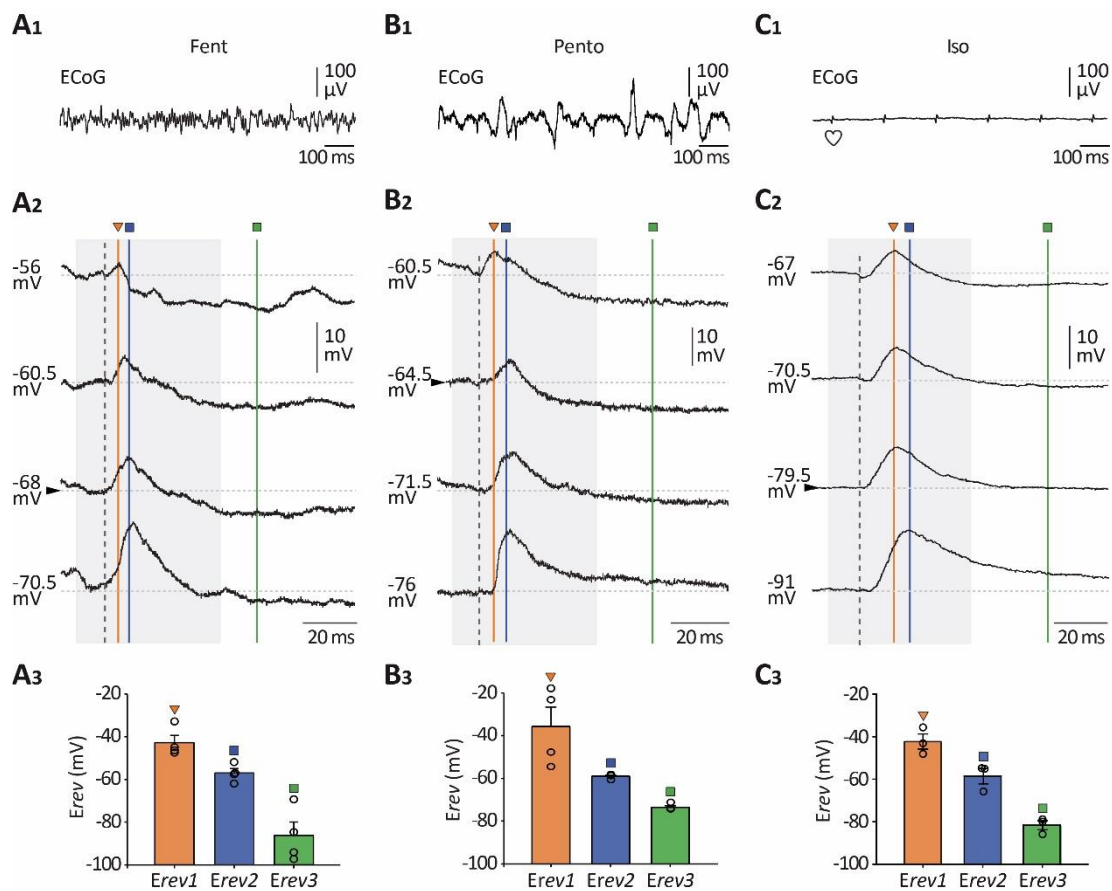 A1
Fent
ECoG
100
µV
100 ms
B1
Pento
ECoG
100
µV
100 ms
C1
Iso
ECoG
100
µV
100 ms
A2
-56
mV
10
mV
-60.5
mV
-68
mV
-70.5
mV
20 ms
B2
-60.5
mV
10
mV
-64.5
mV
-71.5
mV
-76
mV
20 ms
C2
-67
mV
10
mV
-70.5
mV
-79.5
mV
-91
mV
20 ms
A3
Erev (mV)
-20
-40
-60
-80
-100
Erev1 Erev2 Erev3
B3
Erev (mV)
-20
-40
-60
-80
-100
Erev1 Erev2 Erev3
C3
Erev (mV)
-20
-40
-60
-80
-100
Erev1 Erev2 Erev3